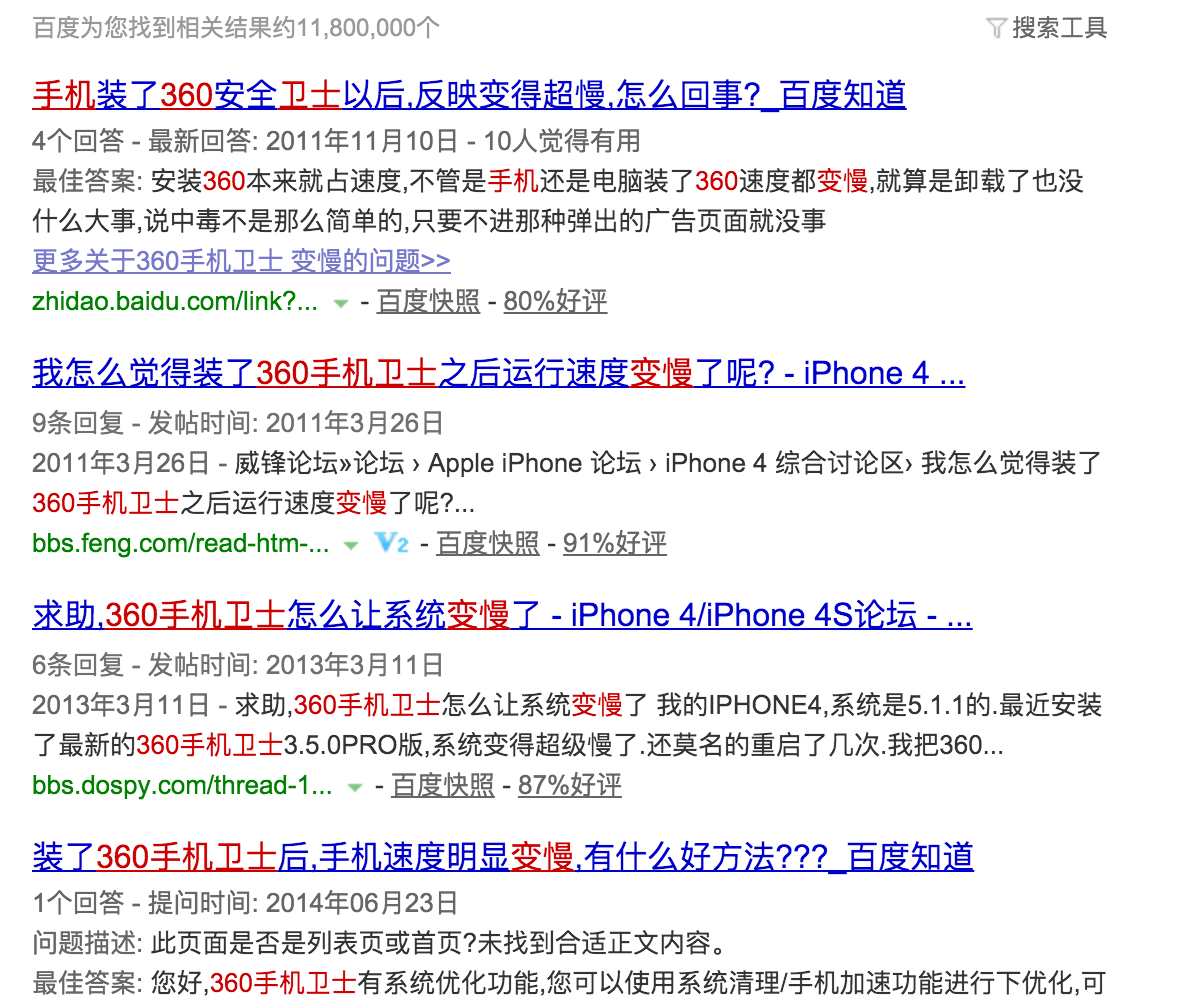 百度为您找到相关结果约11,800,000个 搜索工具
手机装了360安全卫士以后,反映变得超慢,怎么回事?_百度知道
4个回答 - 最新回答: 2011年11月10日 - 10人觉得有用
最佳答案: 安装360本来就占速度,不管是手机还是电脑装了360速度都变慢,就算是卸载了也没
什么大事,说中毒不是那么简单的,只要不进那种弹出的广告页面就没事
更多关于360手机卫士 变慢的问题>>
zhidao.baidu.com/link?... - 百度快照 - 80%好评
我怎么觉得装了360手机卫士之后运行速度变慢了呢? - iPhone 4 ...
9条回复 - 发帖时间: 2011年3月26日
2011年3月26日 - 威锋论坛»论坛 › Apple iPhone 论坛 › iPhone 4 综合讨论区› 我怎么觉得装了
360手机卫士之后运行速度变慢了呢?...
bbs.feng.com/read-htm-... V2 - 百度快照 - 91%好评
求助,360手机卫士怎么让系统变慢了 - iPhone 4/iPhone 4S论坛 - ...
6条回复 - 发帖时间: 2013年3月11日
2013年3月11日 - 求助,360手机卫士怎么让系统变慢了 我的IPHONE4,系统是5.1.1的.最近安装
了最新的360手机卫士3.5.0PRO版,系统变得超级慢了.还莫名的重启了几次.我把360...
bbs.dospy.com/thread-1... - 百度快照 - 87%好评
装了360手机卫士后,手机速度明显变慢,有什么好方法???_百度知道
1个回答 - 提问时间: 2014年06月23日
问题描述: 此页面是否是列表页或首页?未找到合适正文内容。
最佳答案: 您好,360手机卫士有系统优化功能,您可以使用系统清理/手机加速功能进行下优化,可